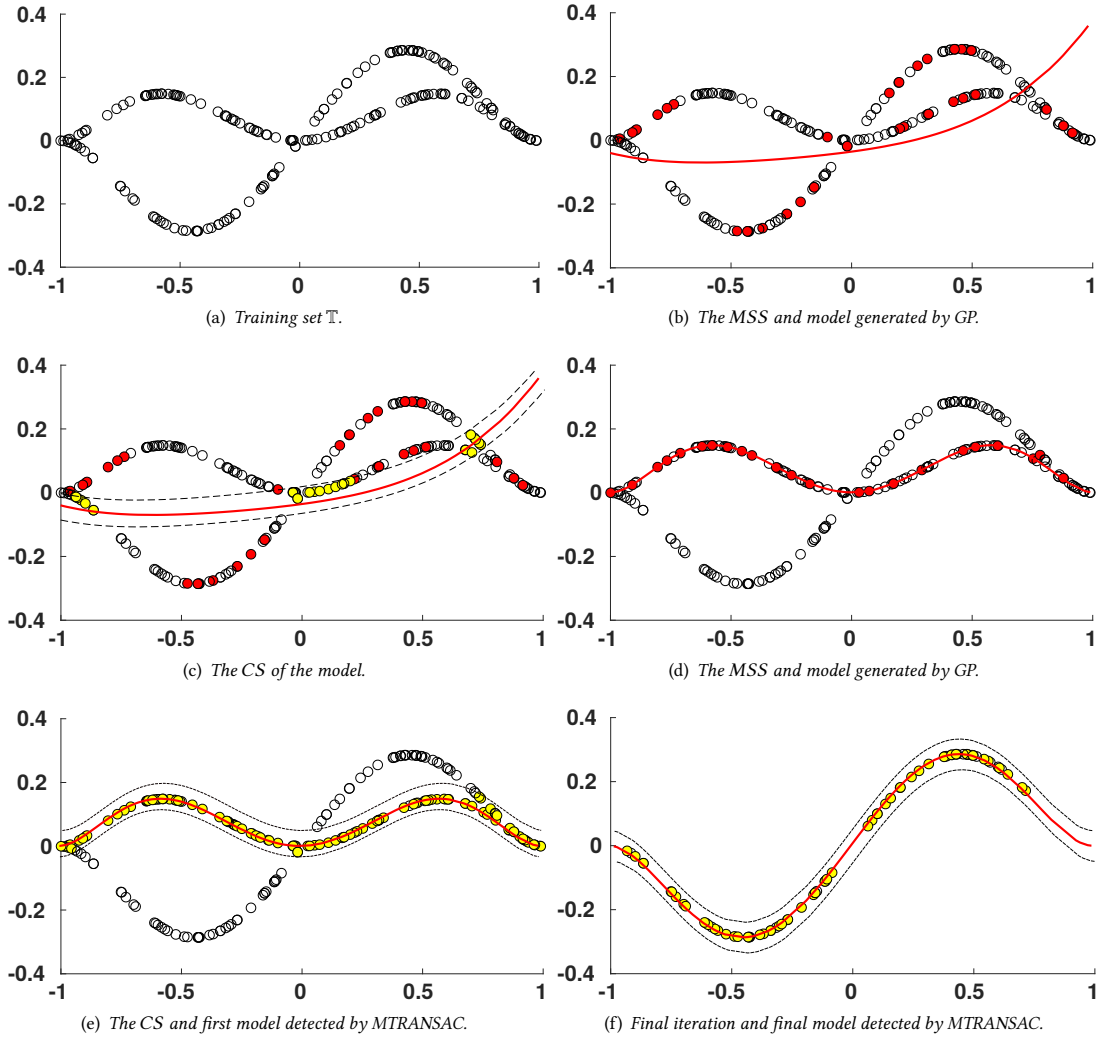 0.4
0.2
0
-0.2
-0.4
-1 -0.5 0 0.5 1
(a) Training set 𝕋.
0.4
0.2
0
-0.2
-0.4
-1 -0.5 0 0.5 1
(b) The MSS and model generated by GP.
0.4
0.2
0
-0.2
-0.4
-1 -0.5 0 0.5 1
(c) The CS of the model.
0.4
0.2
0
-0.2
-0.4
-1 -0.5 0 0.5 1
(d) The MSS and model generated by GP.
0.4
0.2
0
-0.2
-0.4
-1 -0.5 0 0.5 1
(e) The CS and first model detected by MTRANSAC.
0.4
0.2
0
-0.2
-0.4
-1 -0.5 0 0.5 1
(f) Final iteration and final model detected by MTRANSAC.